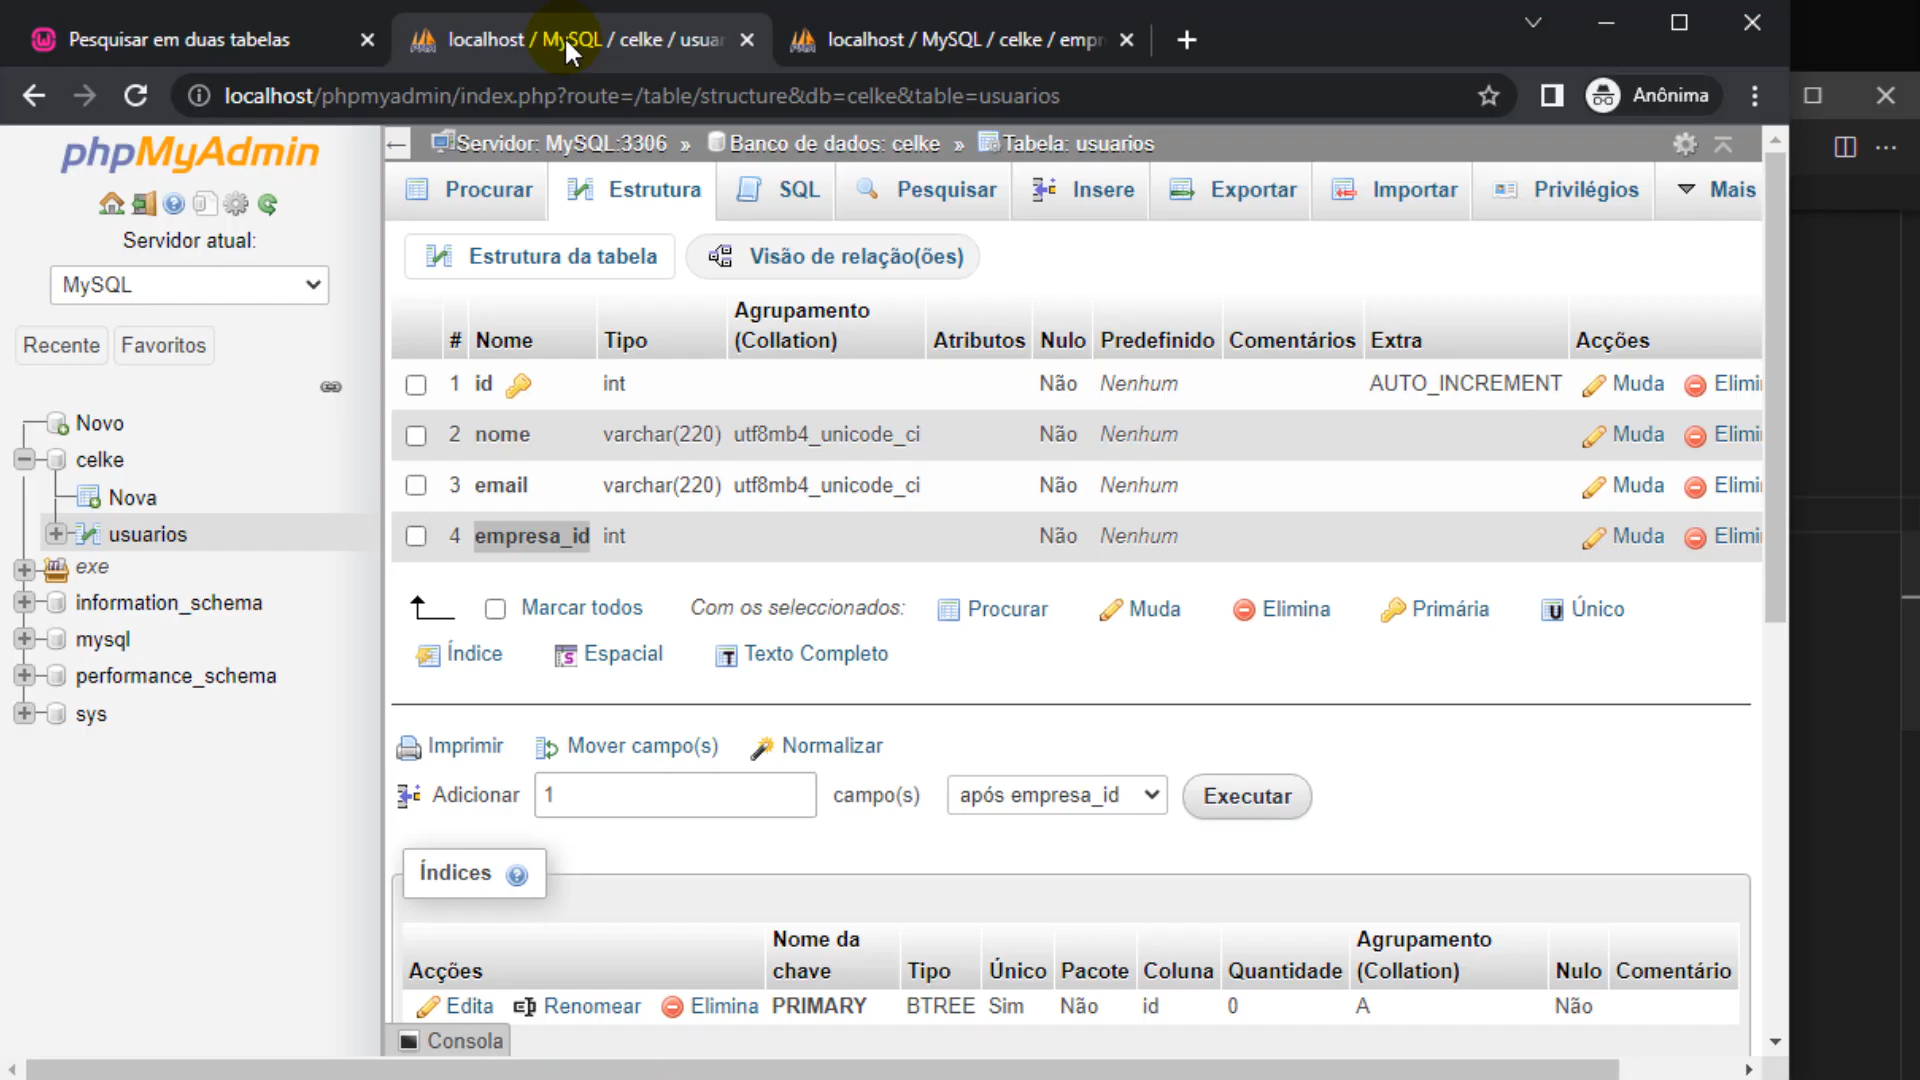 Pesquisar em duas tabelas
localhost / MySQL / celke / usuar
localhost / MySQL / celke / empr
localhost/phpmyadmin/index.php?route=/table/structure&db=celke&table=usuarios
Anônima
phpMyAdmin
Servidor atual:
MySQL
Recente Favoritos
Novo
celke
Nova
usuarios
exe
information_schema
mysql
performance_schema
sys
Servidor: MySQL:3306 » Banco de dados: celke » Tabela: usuarios
Procurar Estrutura SQL Pesquisar Insere Exportar Importar Privilégios Mais
Estrutura da tabela Visão de relação(ões)
# Nome Tipo Agrupamento (Collation) Atributos Nulo Predefinido Comentários Extra Acções
1 id int Não Nenhum AUTO_INCREMENT Muda Elimi
2 nome varchar(220) utf8mb4_unicode_ci Não Nenhum Muda Elimi
3 email varchar(220) utf8mb4_unicode_ci Não Nenhum Muda Elimi
4 empresa_id int Não Nenhum Muda Elimi
Marcar todos Com os seleccionados: Procurar Muda Elimina Primária Único
Índice Espacial Texto Completo
Imprimir Mover campo(s) Normalizar
Adicionar 1 campo(s) após empresa_id Executar
Índices
Acções Nome da chave Tipo Único Pacote Coluna Quantidade Agrupamento (Collation) Nulo Comentário
Edita Renomear Elimina PRIMARY BTREE Sim Não id 0 A Não
Consola